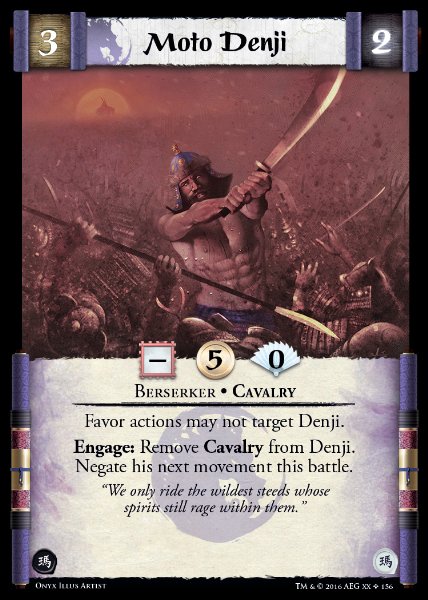 3 Moto Denji 2
– 5 0
Berserker • Cavalry
Favor actions may not target Denji.
Engage: Remove Cavalry from Denji.
Negate his next movement this battle.
“We only ride the wildest steeds whose
spirits still rage within them.”
瑪 瑪
Onyx Illus Artist TM & © 2016 AEG xx ❖ 156